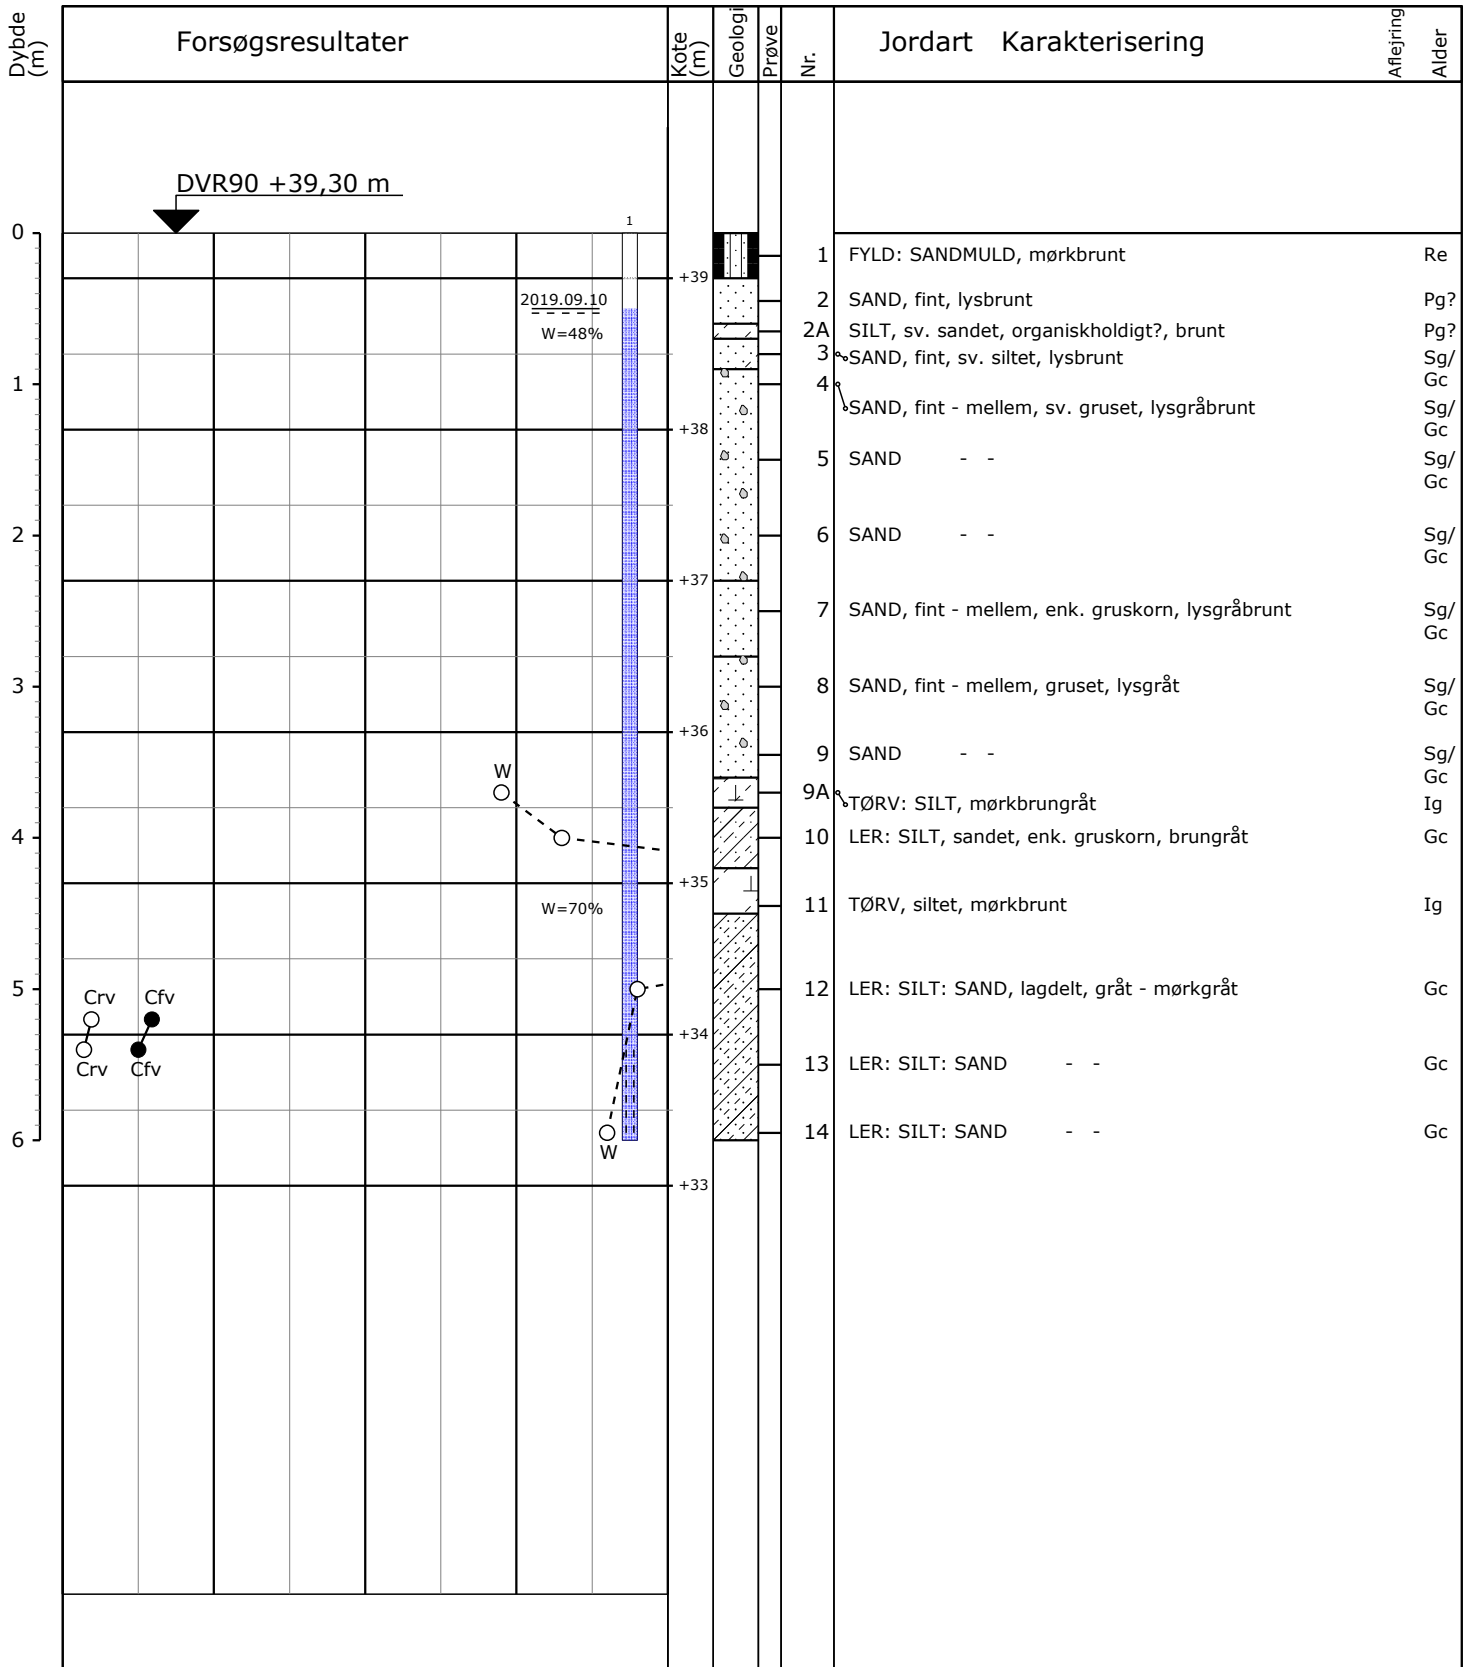 Dybde (m)
Forsøgsresultater
Kote (m)
Geologi
Prøve
Nr.
Jordart Karakterisering
Aflejring
Alder
DVR90 +39,30 m
1
0
1 FYLD: SANDMULD, mørkbrunt Re
+39
2019.09.10
2 SAND, fint, lysbrunt Pg?
W=48%
2A SILT, sv. sandet, organiskholdigt?, brunt Pg?
3 SAND, fint, sv. siltet, lysbrunt Sg/
Gc
1
4
SAND, fint - mellem, sv. gruset, lysgråbrunt Sg/
Gc
+38
5 SAND - - Sg/
Gc
2
6 SAND - - Sg/
Gc
+37
7 SAND, fint - mellem, enk. gruskorn, lysgråbrunt Sg/
Gc
3
8 SAND, fint - mellem, gruset, lysgråt Sg/
Gc
+36
9 SAND - - Sg/
Gc
W
9A
TØRV: SILT, mørkbrungråt Ig
4
10 LER: SILT, sandet, enk. gruskorn, brungråt Gc
+35
W=70%
11 TØRV, siltet, mørkbrunt Ig
5
12 LER: SILT: SAND, lagdelt, gråt - mørkgråt Gc
Crv Cfv
+34
Crv Cfv
13 LER: SILT: SAND - - Gc
6
14 LER: SILT: SAND - - Gc
W
+33